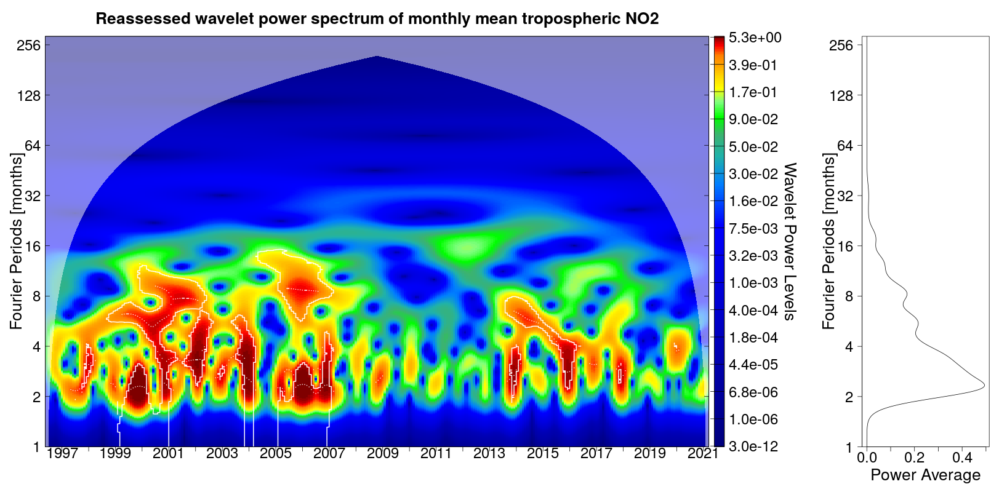 Reassessed wavelet power spectrum of monthly mean tropospheric NO2
Fourier Periods [months]
256
128
64
32
16
8
4
2
1
1997 1999 2001 2003 2005 2007 2009 2011 2013 2015 2017 2019 2021
5.3e+00
3.9e-01
1.7e-01
9.0e-02
5.0e-02
3.0e-02
1.6e-02
7.5e-03
3.2e-03
1.0e-03
4.0e-04
1.8e-04
4.4e-05
6.8e-06
1.0e-06
3.0e-12
Wavelet Power Levels
Fourier Periods [months]
256
128
64
32
16
8
4
2
1
0.0 0.2 0.4
Power Average